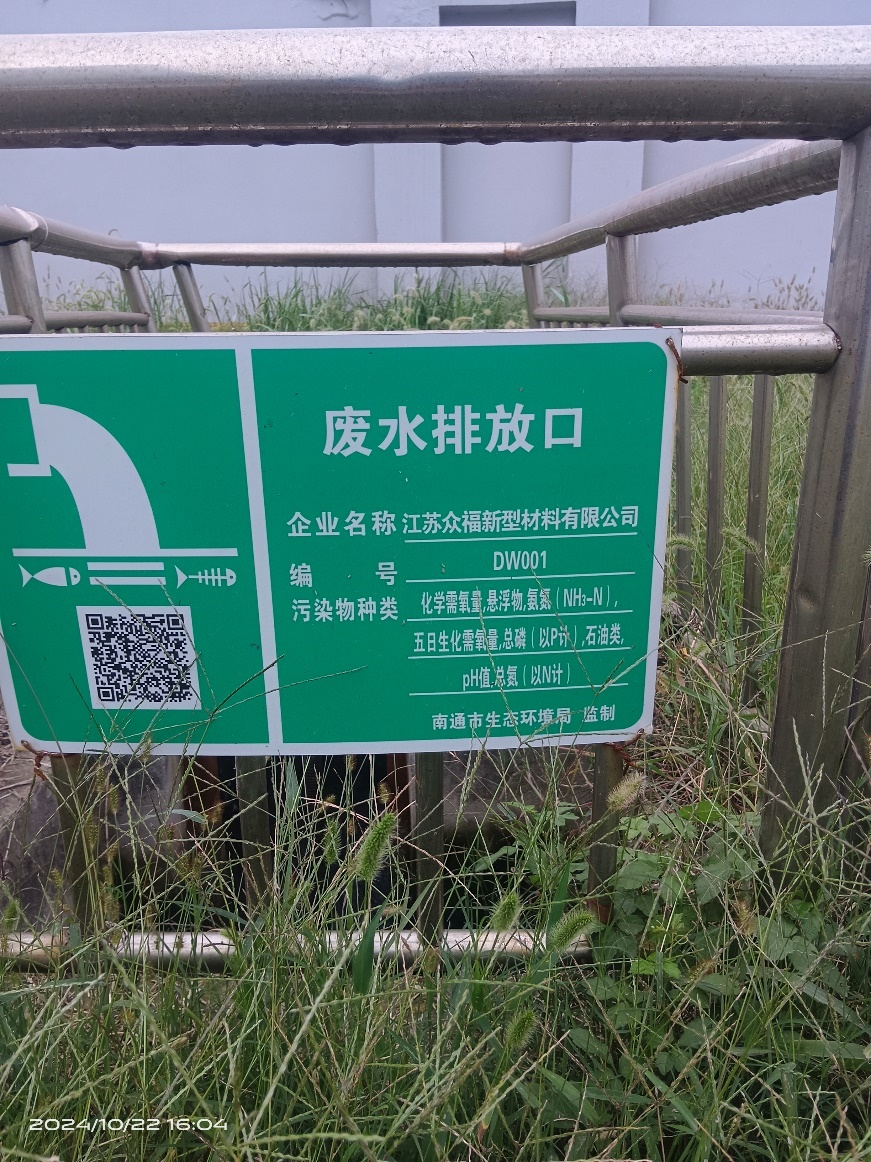 废水排放口
企业名称 江苏众福新型材料有限公司
编 号 DW001
污染物种类 化学需氧量,悬浮物,氨氮（NH₃-N）,
五日生化需氧量,总磷（以P计）,石油类,
pH值,总氮（以N计）
南通市生态环境局 监制
2024/10/22 16:04